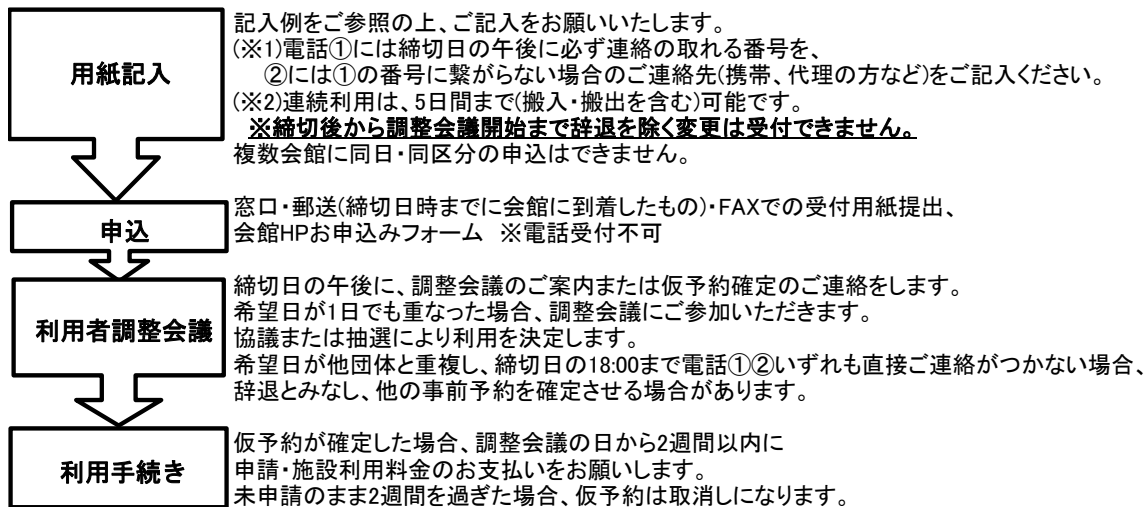 用紙記入
記入例をご参照の上、ご記入をお願いいたします。
(※1)電話①には締切日の午後に必ず連絡の取れる番号を、
②には①の番号に繋がらない場合のご連絡先(携帯、代理の方など)をご記入ください。
(※2)連続利用は、5日間まで(搬入・搬出を含む)可能です。
※締切後から調整会議開始まで辞退を除く変更は受付できません。
複数会館に同日・同区分の申込はできません。
申込
窓口・郵送(締切日時までに会館に到着したもの)・FAXでの受付用紙提出、
会館HPお申込みフォーム ※電話受付不可
利用者調整会議
締切日の午後に、調整会議のご案内または仮予約確定のご連絡をします。
希望日が1日でも重なった場合、調整会議にご参加いただきます。
協議または抽選により利用を決定します。
希望日が他団体と重複し、締切日の18:00まで電話①②いずれも直接ご連絡がつかない場合、
辞退とみなし、他の事前予約を確定させる場合があります。
利用手続き
仮予約が確定した場合、調整会議の日から2週間以内に
申請・施設利用料金のお支払いをお願いします。
未申請のまま2週間を過ぎた場合、仮予約は取消しになります。